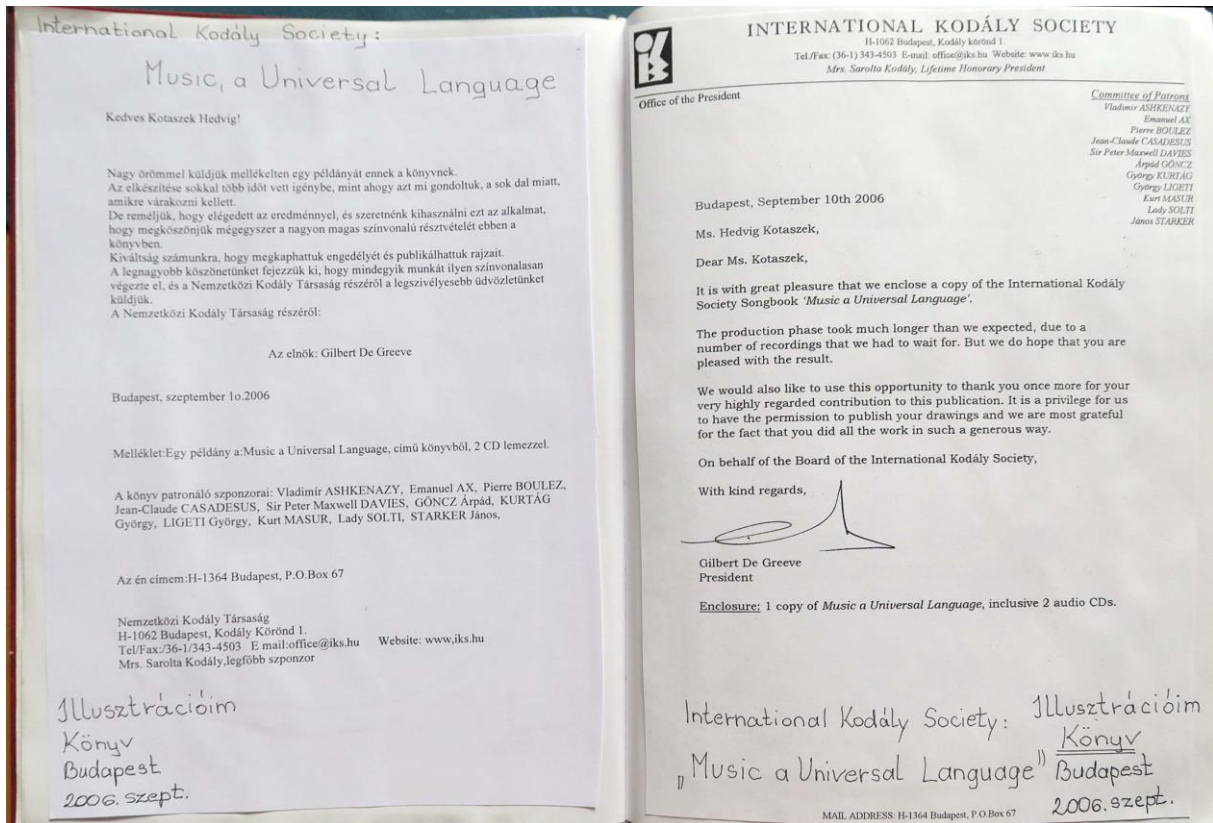 International Kodály Society:
Music, a Universal Language
Kedves Kotaszek Hedvig!
Nagy örömmel küldjük mellékelten egy példányát ennek a könyvnek.
Az elkészítése sokkal több időt vett igénybe, mint ahogy azt mi gondoltuk, a sok dal miatt,
amikre várakozni kellett.
De reméljük, hogy elégedett az eredménnyel, és szeretnénk kihasználni ezt az alkalmat,
hogy megköszönjük mégegyszer a nagyon magas színvonalú résztvételét ebben a
könyvben.
Kiváltság számunkra, hogy megkaphattuk engedélyét és publikálhattuk rajzait.
A legnagyobb köszönetünket fejezzük ki, hogy mindegyik munkát ilyen színvonalasan
végezte el, és a Nemzetközi Kodály Társaság részéről a legszívélyesebb üdvözletünket
küldjük.
A Nemzetközi Kodály Társaság részéről:
Az elnök: Gilbert De Greeve
Budapest, szeptember 1o.2006
Melléklet:Egy példány a:Music a Universal Language, című könyvből, 2 CD lemezzel.
A könyv patronáló szponzorai: Vladimir ASHKENAZY, Emanuel AX, Pierre BOULEZ,
Jean-Claude CASADESUS, Sir Peter Maxwell DAVIES, GÖNCZ Árpád, KURTÁG
György, LIGETI György, Kurt MASUR, Lady SOLTI, STARKER János,
Az én címem:H-1364 Budapest, P.O.Box 67
Nemzetközi Kodály Társaság
H-1062 Budapest, Kodály Körönd 1.
Tel/Fax:/36-1/343-4503 E mail:office@iks.hu Website: www,iks.hu
Mrs. Sarolta Kodály,legfőbb szponzor
Illusztrációim
Könyv
Budapest
2006. szept.
INTERNATIONAL KODÁLY SOCIETY
H-1062 Budapest, Kodály körönd 1.
Tel./Fax: (36-1) 343-4503 E-mail: office@iks.hu Website: www.iks.hu
Mrs. Sarolta Kodály, Lifetime Honorary President
Office of the President
Committee of Patrons
Vladimir ASHKENAZY
Emanuel AX
Pierre BOULEZ
Jean-Claude CASADESUS
Sir Peter Maxwell DAVIES
Árpád GÖNCZ
György KURTÁG
György LIGETI
Kurt MASUR
Lady SOLTI
János STARKER
Budapest, September 10th 2006
Ms. Hedvig Kotaszek,
Dear Ms. Kotaszek,
It is with great pleasure that we enclose a copy of the International Kodály
Society Songbook 'Music a Universal Language'.
The production phase took much longer than we expected, due to a
number of recordings that we had to wait for. But we do hope that you are
pleased with the result.
We would also like to use this opportunity to thank you once more for your
very highly regarded contribution to this publication. It is a privilege for us
to have the permission to publish your drawings and we are most grateful
for the fact that you did all the work in such a generous way.
On behalf of the Board of the International Kodály Society,
With kind regards,
Gilbert De Greeve
President
Enclosure: 1 copy of Music a Universal Language, inclusive 2 audio CDs.
International Kodály Society:
„Music a Universal Language"
Illusztrációim
Könyv
Budapest
2006. szept.
MAIL ADDRESS: H-1364 Budapest, P.O.Box 67